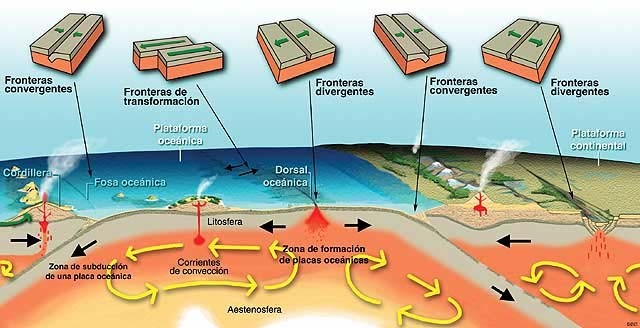 Fronteras
convergentes
Fronteras de
transformación
Fronteras
divergentes
Fronteras
convergentes
Fronteras
divergentes
Plataforma
oceánica
Plataforma
continental
Cordillera
Fosa oceánica
Dorsal
oceánica
Litosfera
Zona de subducción
de una placa oceánica
Corrientes
de convección
Zona de formación
de placas oceánicas
Aestenosfera